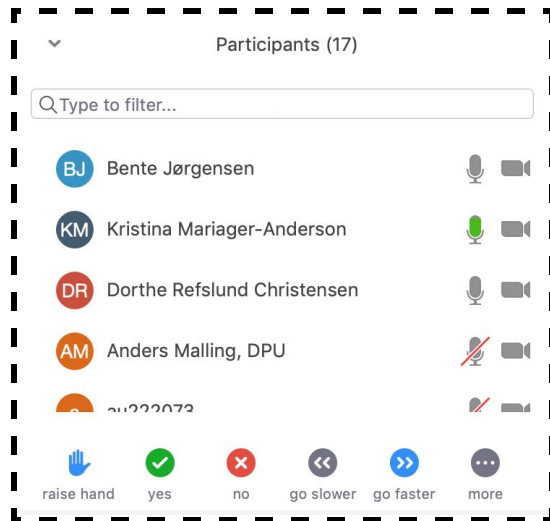 Participants (17)
Type to filter...
BJ Bente Jørgensen
KM Kristina Mariager-Anderson
DR Dorthe Refslund Christensen
AM Anders Malling, DPU
a au222073
raise hand yes no go slower go faster more